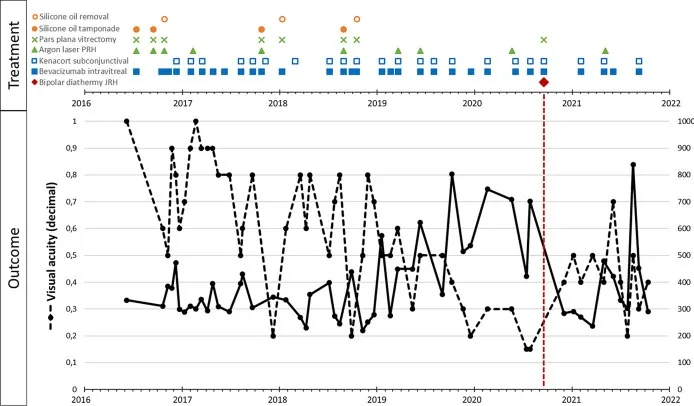 Treatment
Silicone oil removal
Silicone oil tamponade
Pars plana vitrectomy
Argon laser PRH
Kenacort subconjunctival
Bevacizumab intravitreal
Bipolar diathermy JRH
2016 2017 2018 2019 2020 2021 2022
Outcome
Visual acuity (decimal)
1 1000
0,9 900
0,8 800
0,7 700
0,6 600
0,5 500
0,4 400
0,3 300
0,2 200
0,1 100
0 0
2016 2017 2018 2019 2020 2021 2022